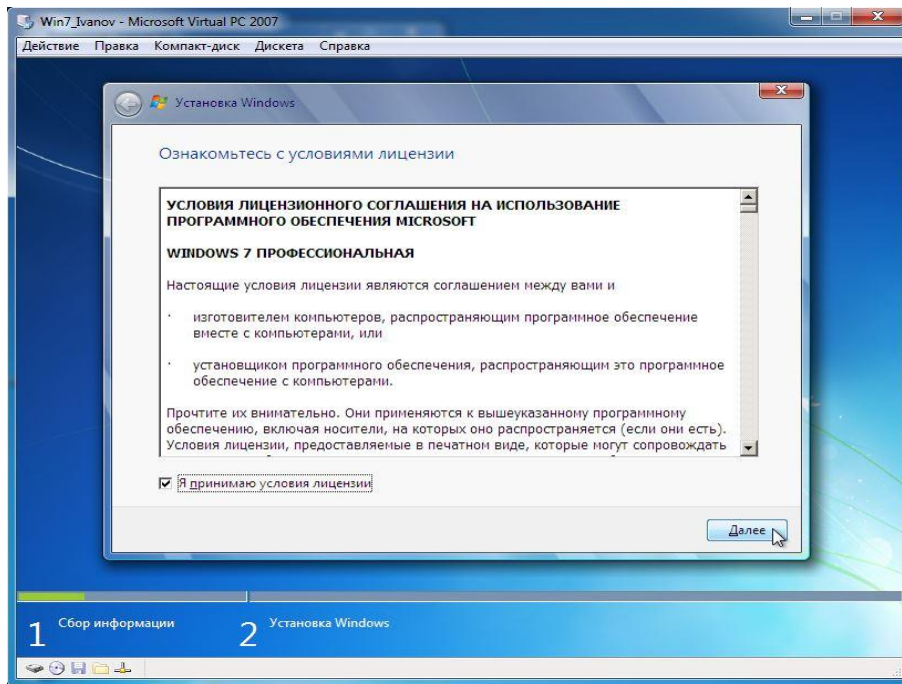 Win7_Ivanov - Microsoft Virtual PC 2007
Действие Правка Компакт-диск Дискета Справка
Установка Windows
Ознакомьтесь с условиями лицензии
УСЛОВИЯ ЛИЦЕНЗИОННОГО СОГЛАШЕНИЯ НА ИСПОЛЬЗОВАНИЕ
ПРОГРАММНОГО ОБЕСПЕЧЕНИЯ MICROSOFT
WINDOWS 7 ПРОФЕССИОНАЛЬНАЯ
Настоящие условия лицензии являются соглашением между вами и
· изготовителем компьютеров, распространяющим программное обеспечение
вместе с компьютерами, или
· установщиком программного обеспечения, распространяющим это программное
обеспечение с компьютерами.
Прочтите их внимательно. Они применяются к вышеуказанному программному
обеспечению, включая носители, на которых оно распространяется (если они есть).
Условия лицензии, предоставляемые в печатном виде, которые могут сопровождать
Я принимаю условия лицензии
Далее
1 Сбор информации
2 Установка Windows